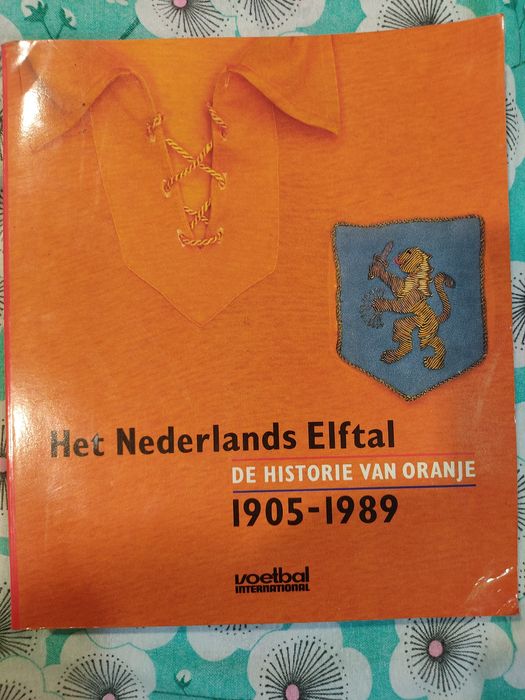 Het Nederlands Elftal
DE HISTORIE VAN ORANJE
1905-1989
voetbal
INTERNATIONAL